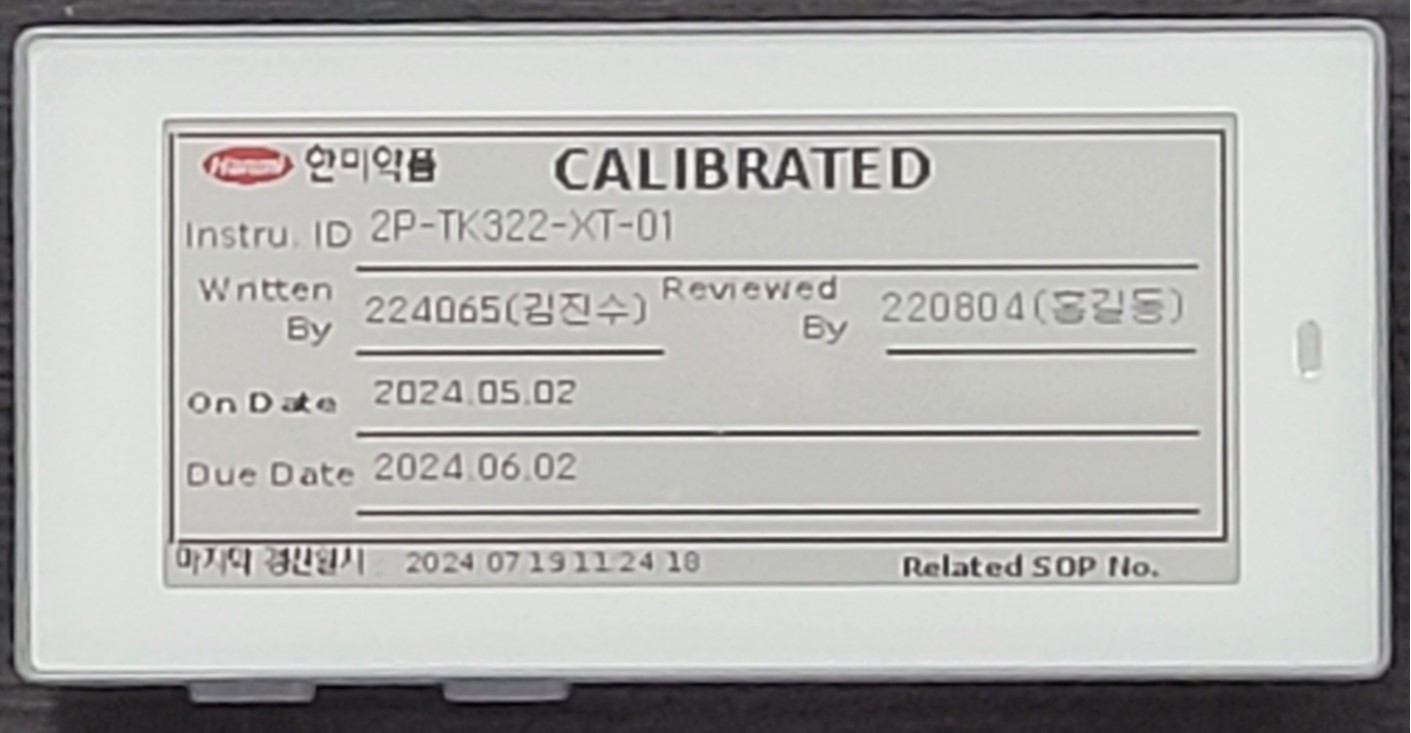 Hanmi 한미약품 CALIBRATED
Instru. ID 2P-TK322-XT-01
Written By 224065(김진수) Reviewed By 220804(홍길동)
On Date 2024.05.02
Due Date 2024.06.02
마지막 갱신일시 2024 07 19 11 24 18 Related SOP No.